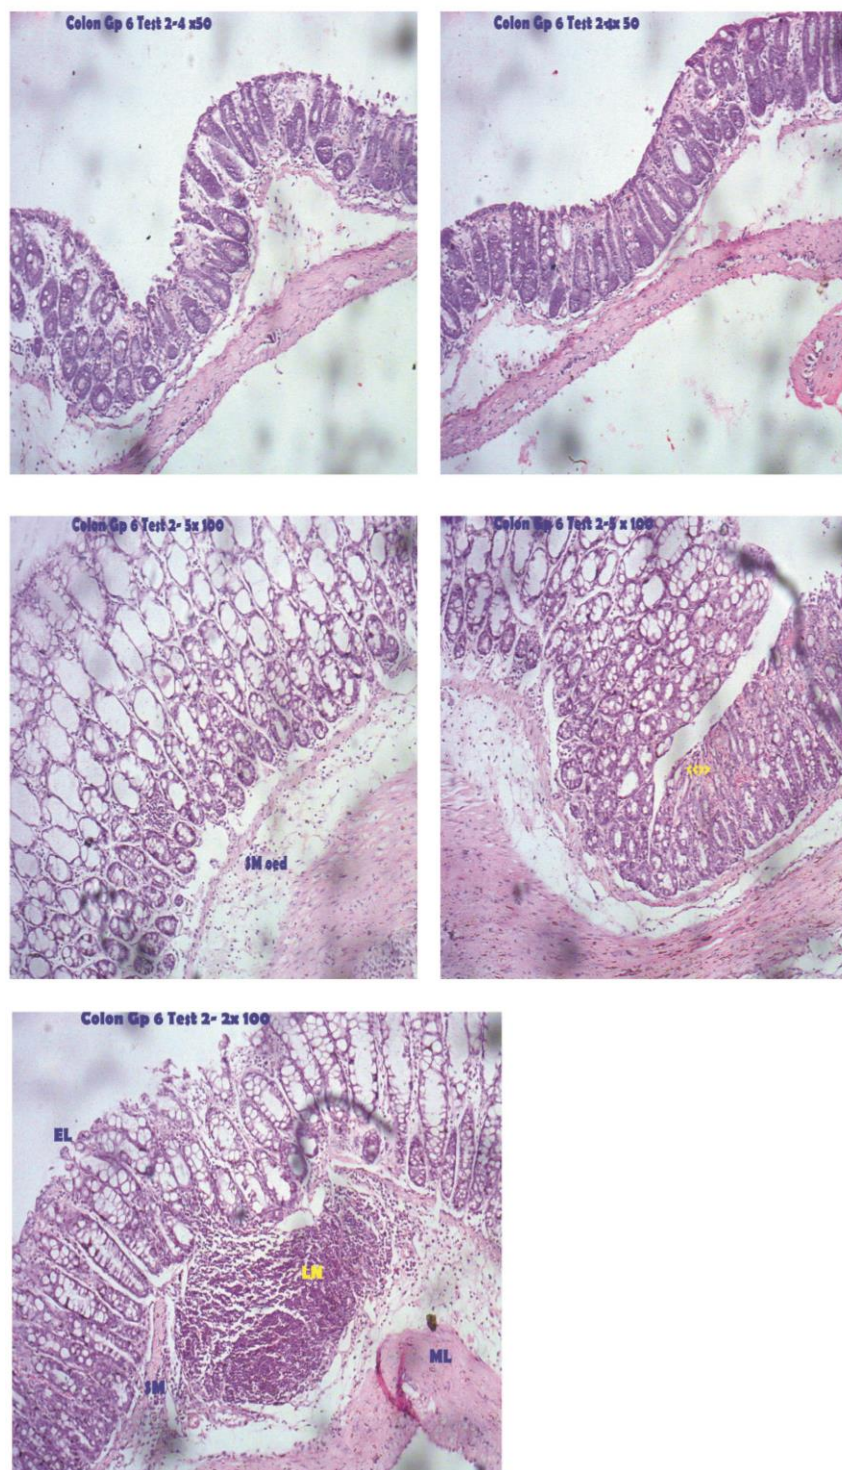 Colon Gp 6 Test 2-4 x50
Colon Gp 6 Test 2-4x 50
Colon Gp 6 Test 2- 5x 100
Colon Gp 6 Test 2-5 x 100
<<>>
SM oed
Colon Gp 6 Test 2- 2x 100
EL
LN
ML
SM